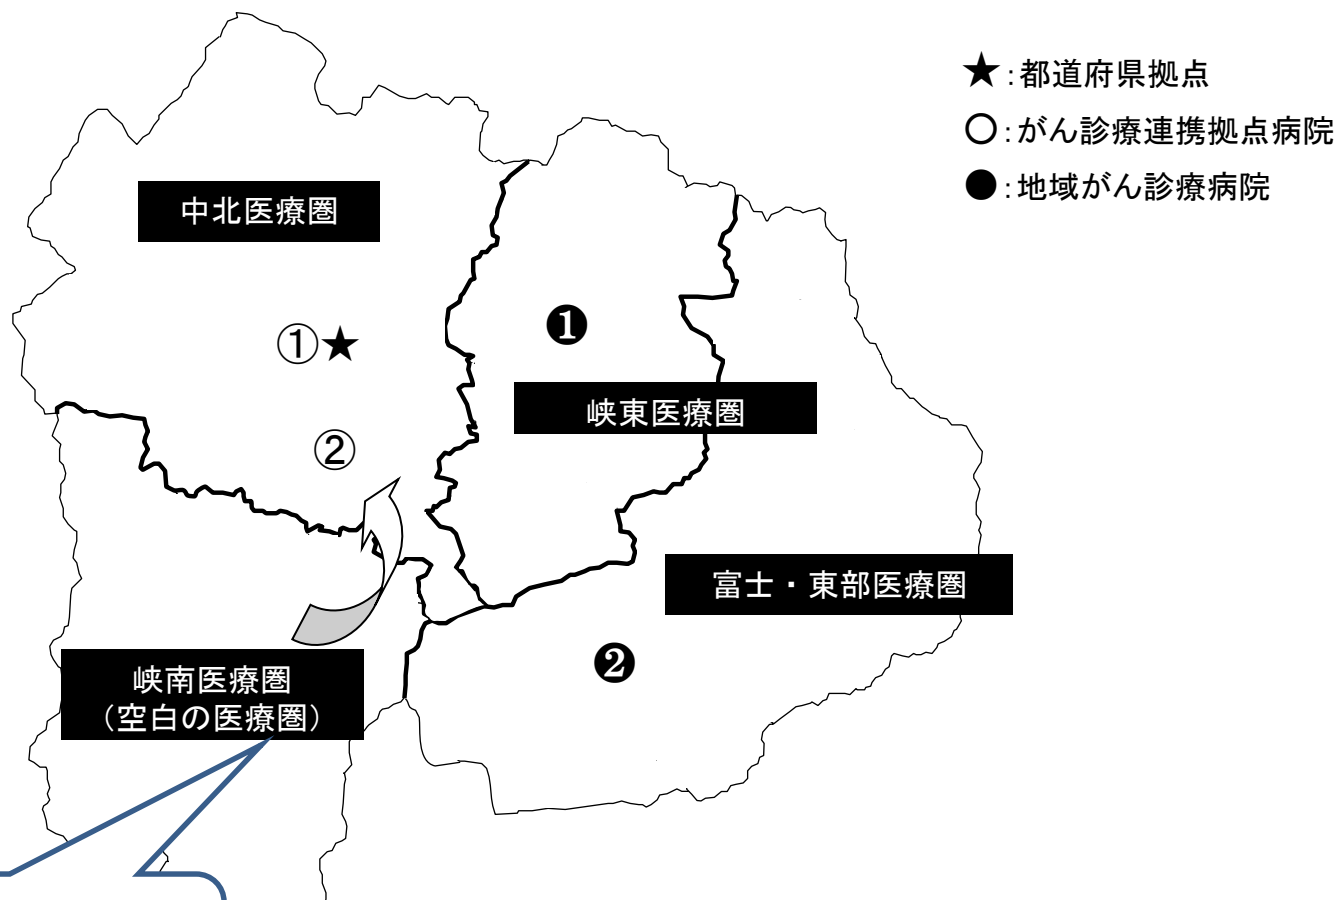 ★:都道府県拠点
○:がん診療連携拠点病院
●:地域がん診療病院
中北医療圏
①★
❶
峡東医療圏
②
富士・東部医療圏
❷
峡南医療圏
(空白の医療圏)